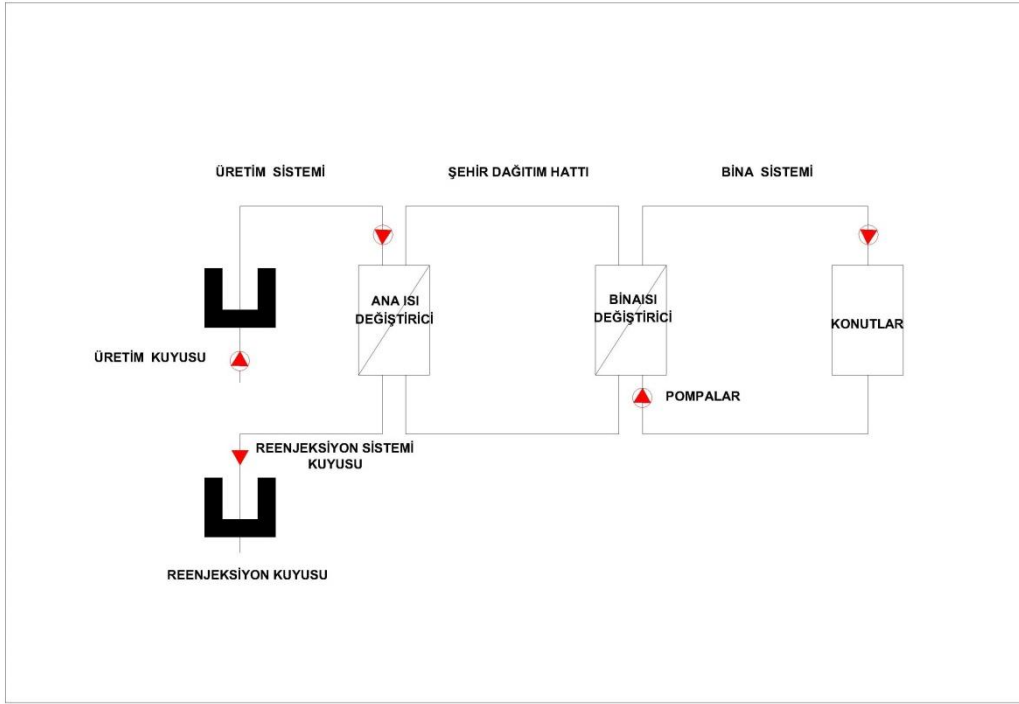 ÜRETİM SİSTEMİ
ŞEHİR DAĞITIM HATTI
BİNA SİSTEMİ
ANA ISI
DEĞİŞTİRİCİ
BİNAISI
DEĞİŞTİRİCİ
KONUTLAR
ÜRETİM KUYUSU
POMPALAR
REENJEKSİYON SİSTEMİ
KUYUSU
REENJEKSİYON KUYUSU